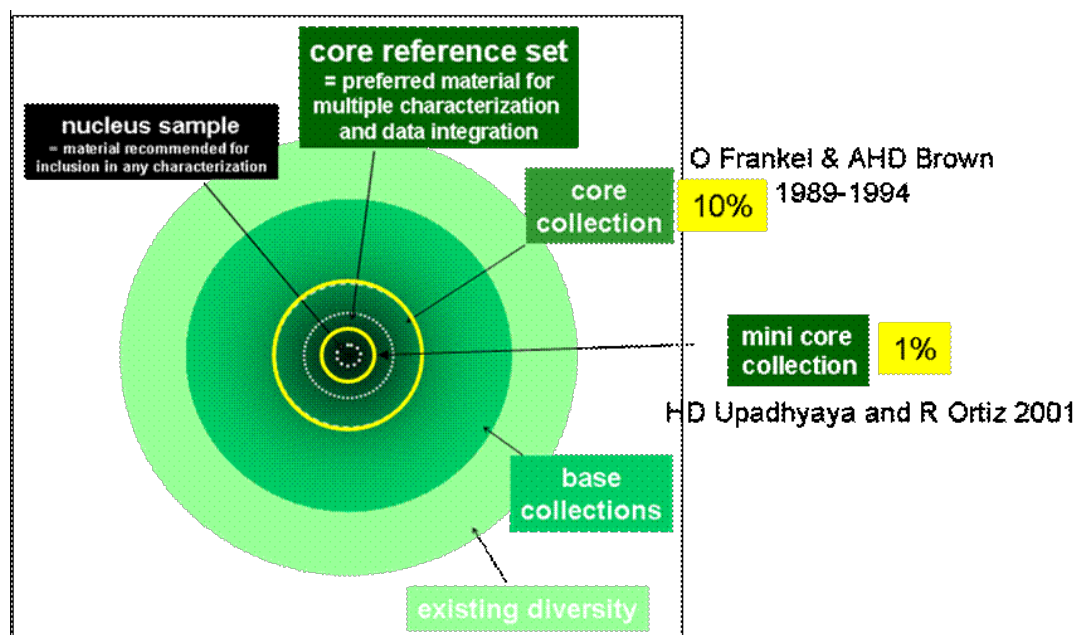 core reference set
= preferred material for
multiple characterization
and data integration
nucleus sample
= material recommended for
inclusion in any characterization
O Frankel & AHD Brown
1989-1994
core
collection
10%
mini core
collection
1%
HD Upadhyaya and R Ortiz 2001
base
collections
existing diversity